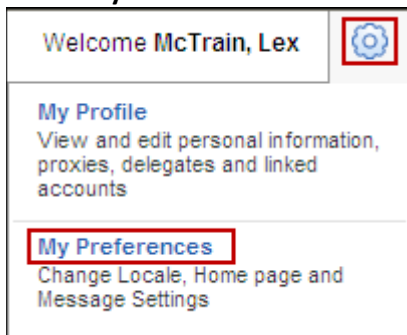 Welcome McTrain, Lex
My Profile
View and edit personal information,
proxies, delegates and linked
accounts
My Preferences
Change Locale, Home page and
Message Settings